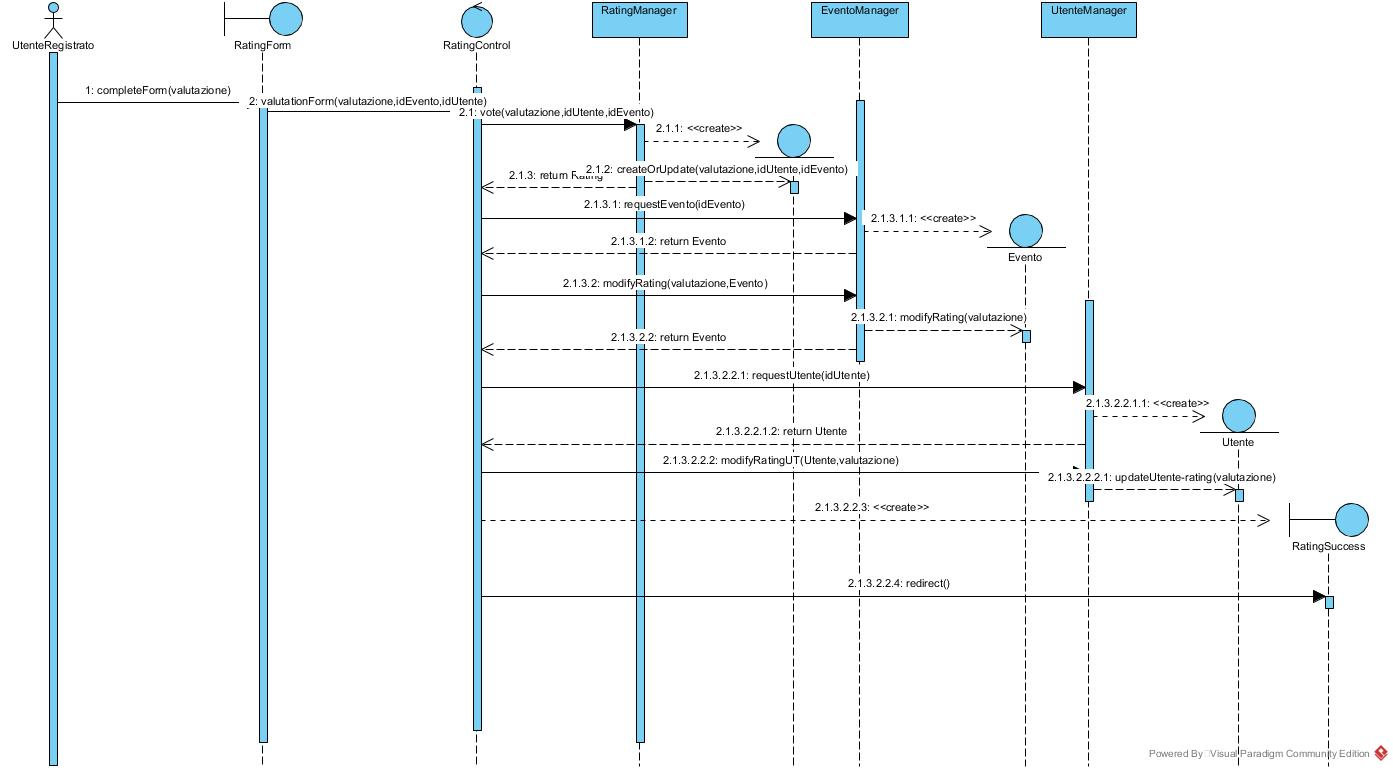 RatingManager
EventoManager
UtenteManager
UtenteRegistrato
RatingForm
RatingControl
1: completeForm(valutazione)
2: valutationForm(valutazione,idEvento,idUtente)
2.1: vote(valutazione,idUtente,idEvento)
2.1.1: <<create>>
2.1.2: createOrUpdate(valutazione,idUtente,idEvento)
2.1.3: return Rating
2.1.3.1: requestEvento(idEvento)
2.1.3.1.1: <<create>>
2.1.3.1.2: return Evento
Evento
2.1.3.2: modifyRating(valutazione,Evento)
2.1.3.2.1: modifyRating(valutazione)
2.1.3.2.2: return Evento
2.1.3.2.2.1: requestUtente(idUtente)
2.1.3.2.2.1.1: <<create>>
2.1.3.2.2.1.2: return Utente
Utente
2.1.3.2.2.2: modifyRatingUT(Utente,valutazione)
2.1.3.2.2.2.1: updateUtente-rating(valutazione)
2.1.3.2.2.3: <<create>>
RatingSuccess
2.1.3.2.2.4: redirect()
Powered By Visual Paradigm Community Edition